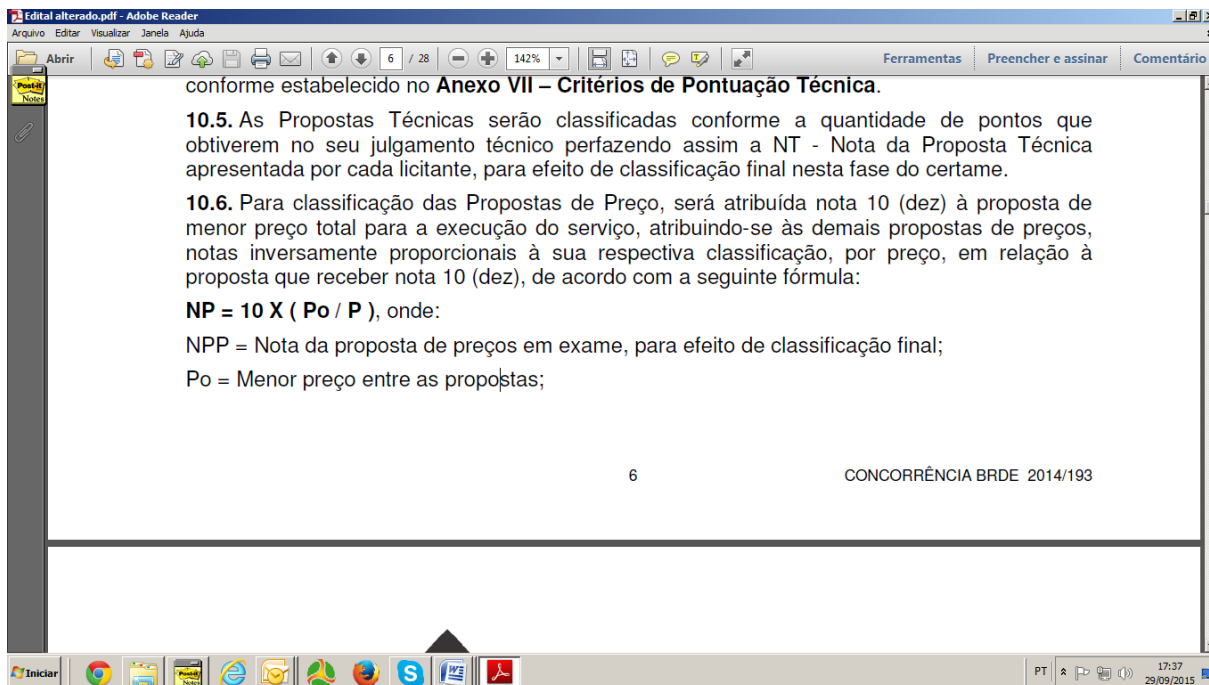 Edital alterado.pdf - Adobe Reader
Arquivo Editar Visualizar Janela Ajuda
Abrir 6 / 28 142% Ferramentas Preencher e assinar Comentário
Post-it
Notes
conforme estabelecido no Anexo VII – Critérios de Pontuação Técnica.
10.5. As Propostas Técnicas serão classificadas conforme a quantidade de pontos que
obtiverem no seu julgamento técnico perfazendo assim a NT - Nota da Proposta Técnica
apresentada por cada licitante, para efeito de classificação final nesta fase do certame.
10.6. Para classificação das Propostas de Preço, será atribuída nota 10 (dez) à proposta de
menor preço total para a execução do serviço, atribuindo-se às demais propostas de preços,
notas inversamente proporcionais à sua respectiva classificação, por preço, em relação à
proposta que receber nota 10 (dez), de acordo com a seguinte fórmula:
NP = 10 X ( Po / P ), onde:
NPP = Nota da proposta de preços em exame, para efeito de classificação final;
Po = Menor preço entre as propostas;
6 CONCORRÊNCIA BRDE 2014/193
Iniciar
PT 17:37
29/09/2015